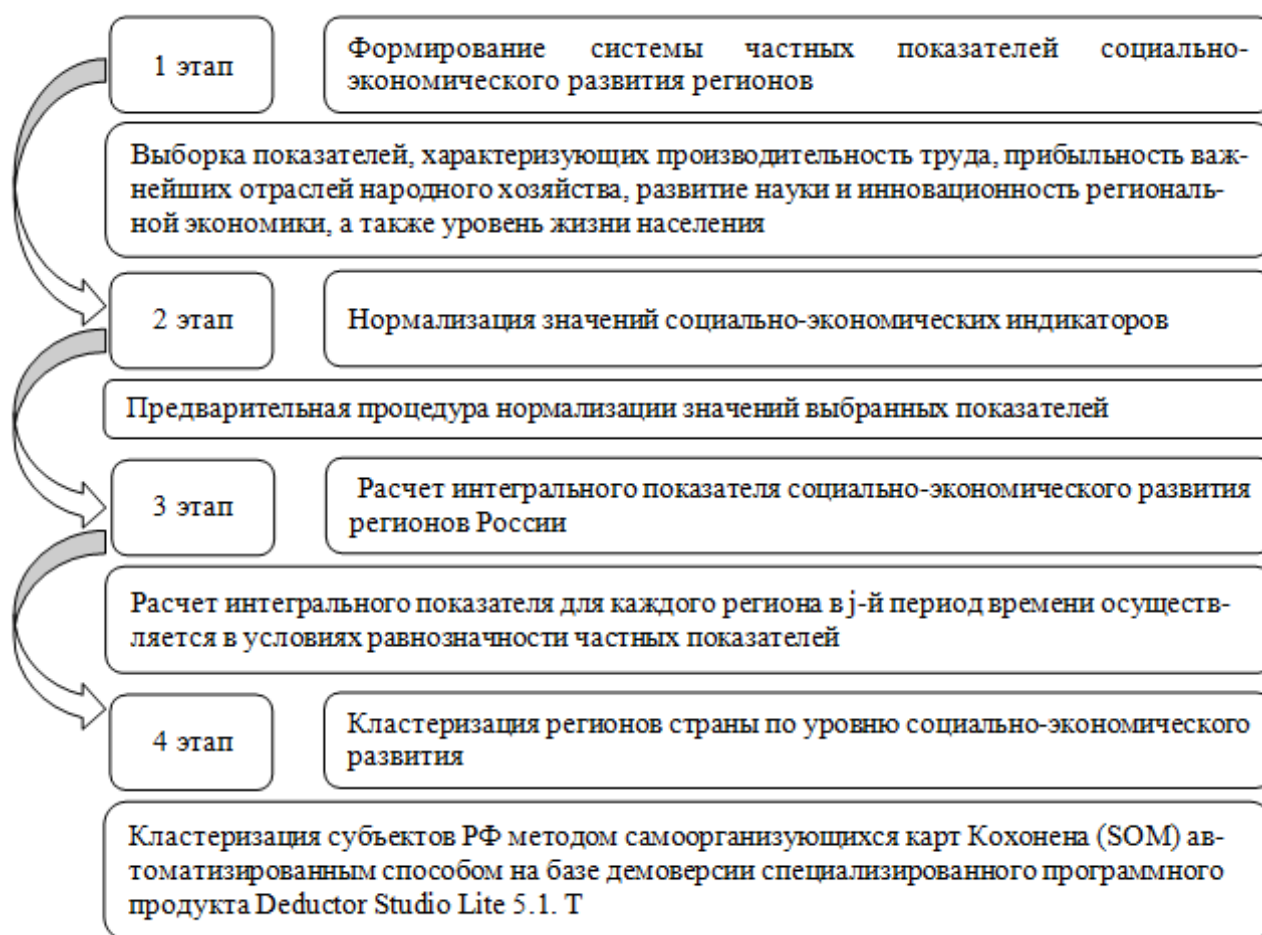 1 этап
Формирование системы частных показателей социально-
экономического развития регионов
Выборка показателей, характеризующих производительность труда, прибыльность важ-
нейших отраслей народного хозяйства, развитие науки и инновационность региональ-
ной экономики, а также уровень жизни населения
2 этап
Нормализация значений социально-экономических индикаторов
Предварительная процедура нормализации значений выбранных показателей
3 этап
Расчет интегрального показателя социально-экономического развития
регионов России
Расчет интегрального показателя для каждого региона в j-й период времени осуществ-
ляется в условиях равнозначности частных показателей
4 этап
Кластеризация регионов страны по уровню социально-экономического
развития
Кластеризация субъектов РФ методом самоорганизующихся карт Кохонена (SOM) ав-
томатизированным способом на базе демоверсии специализированного программного
продукта Deductor Studio Lite 5.1. Т